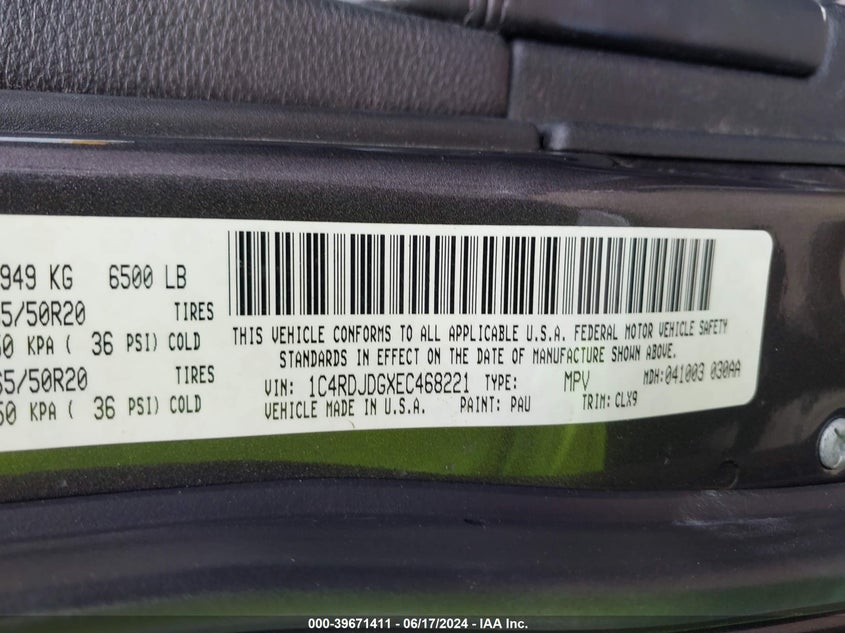 949 KG 6500 LB
5/50R20 TIRES
50 KPA ( 36 PSI) COLD
65/50R20 TIRES
50 KPA ( 36 PSI) COLD
THIS VEHICLE CONFORMS TO ALL APPLICABLE U.S.A. FEDERAL MOTOR VEHICLE SAFETY
STANDARDS IN EFFECT ON THE DATE OF MANUFACTURE SHOWN ABOVE.
VIN: 1C4RDJDGXEC468221 TYPE: MPV MDH: 041003 030AA
VEHICLE MADE IN U.S.A. PAINT: PAU TRIM: CLX9
000-39671411 - 06/17/2024 - IAA Inc.